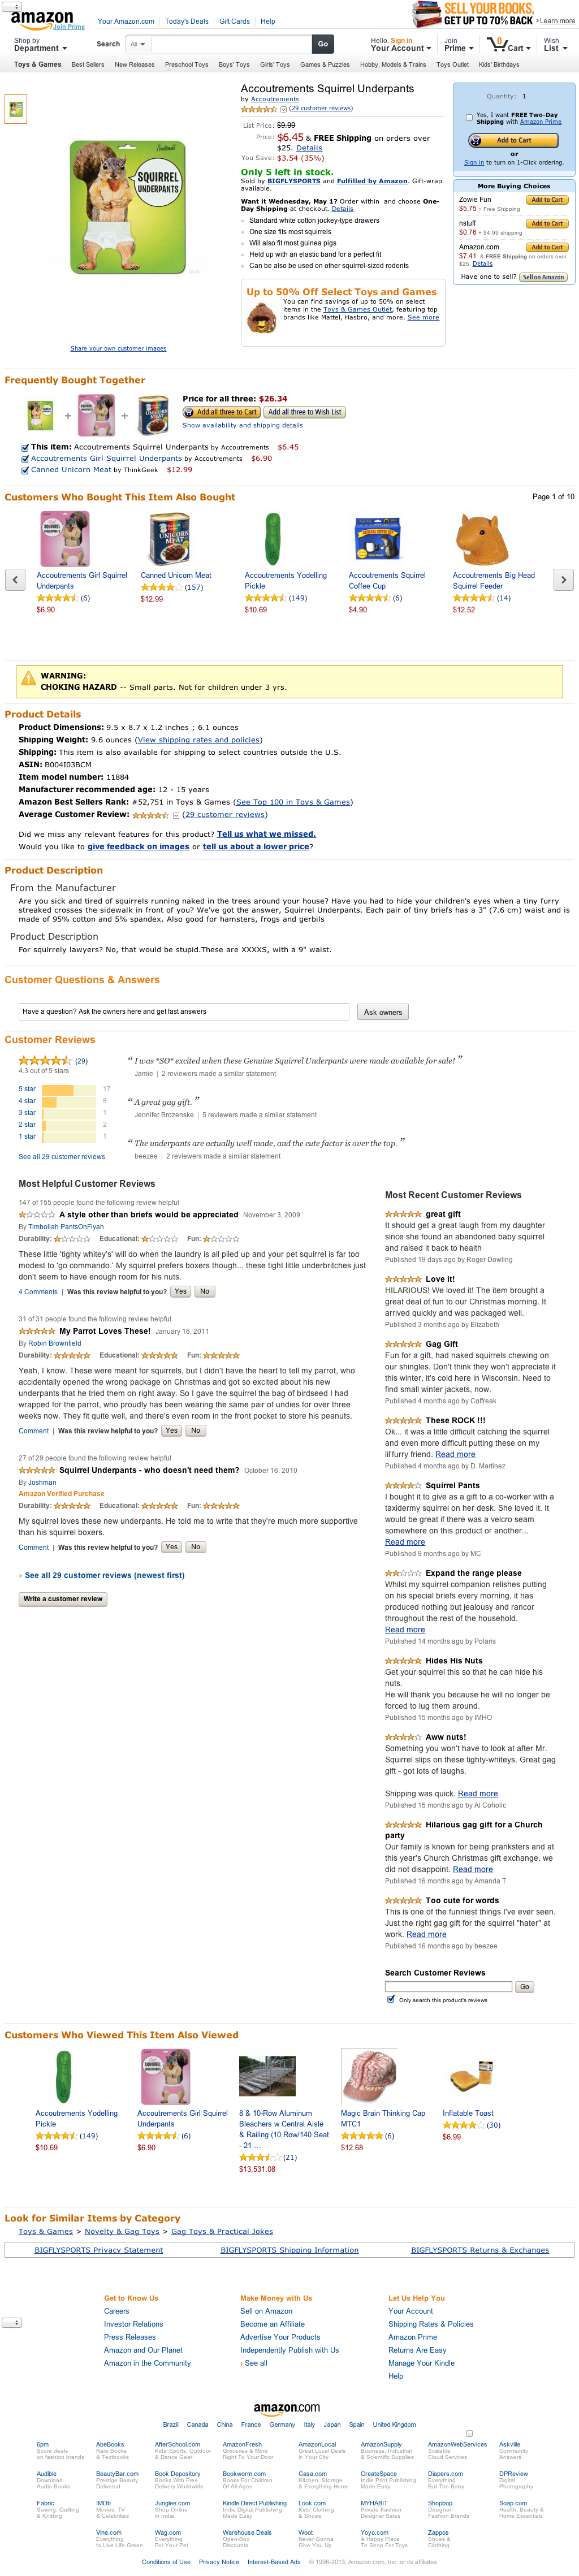 amazon
Join Prime
Your Amazon.com
Today's Deals
Gift Cards
Help
SELL YOUR BOOKS
GET UP TO 70% BACK
Learn more
Shop by
Department
Search
All
Go
Hello. Sign in
Your Account
Join
Prime
0
Cart
Wish
List
Toys & Games
Best Sellers
New Releases
Preschool Toys
Boys' Toys
Girls' Toys
Games & Puzzles
Hobby, Models & Trains
Toys Outlet
Kids' Birthdays
SQUIRREL
UNDERPANTS
Share your own customer images
Accoutrements Squirrel Underpants
by Accoutrements
(29 customer reviews)
List Price: $9.99
Price: $6.45 & FREE Shipping on orders over
$25. Details
You Save: $3.54 (35%)
Only 5 left in stock.
Sold by BIGFLYSPORTS and Fulfilled by Amazon. Gift-wrap
available.
Want it Wednesday, May 1? Order within and choose One-
Day Shipping at checkout. Details
Standard white cotton jockey-type drawers
One size fits most squirrels
Will also fit most guinea pigs
Held up with an elastic band for a perfect fit
Can be also be used on other squirrel-sized rodents
Up to 50% Off Select Toys and Games
You can find savings of up to 50% on select
items in the Toys & Games Outlet, featuring top
brands like Mattel, Hasbro, and more. See more
Quantity: 1
Yes, I want FREE Two-Day
Shipping with Amazon Prime
Add to Cart
or
Sign in to turn on 1-Click ordering.
More Buying Choices
Zowie Fun
Add to Cart
$5.75 + Free Shipping
nstuff
Add to Cart
$0.76 + $4.99 shipping
Amazon.com
Add to Cart
$7.41 & FREE Shipping on orders over
$25. Details
Have one to sell? Sell on Amazon
Frequently Bought Together
Price for all three: $26.34
Add all three to Cart
Add all three to Wish List
Show availability and shipping details
This item: Accoutrements Squirrel Underpants by Accoutrements $6.45
Accoutrements Girl Squirrel Underpants by Accoutrements $6.90
Canned Unicorn Meat by ThinkGeek $12.99
Customers Who Bought This Item Also Bought
Page 1 of 10
Accoutrements Girl Squirrel
Underpants
(6)
$6.90
Canned Unicorn Meat
(157)
$12.99
Accoutrements Yodelling
Pickle
(149)
$10.69
Accoutrements Squirrel
Coffee Cup
(6)
$4.90
Accoutrements Big Head
Squirrel Feeder
(14)
$12.52
WARNING:
CHOKING HAZARD -- Small parts. Not for children under 3 yrs.
Product Details
Product Dimensions: 9.5 x 8.7 x 1.2 inches ; 6.1 ounces
Shipping Weight: 9.6 ounces (View shipping rates and policies)
Shipping: This item is also available for shipping to select countries outside the U.S.
ASIN: B004I03BCM
Item model number: 11884
Manufacturer recommended age: 12 - 15 years
Amazon Best Sellers Rank: #52,751 in Toys & Games (See Top 100 in Toys & Games)
Average Customer Review: (29 customer reviews)
Did we miss any relevant features for this product? Tell us what we missed.
Would you like to give feedback on images or tell us about a lower price?
Product Description
From the Manufacturer
Are you sick and tired of squirrels running naked in the trees around your house? Have you had to hide your children's eyes when a tiny furry
streaked crosses the sidewalk in front of you? We've got the answer, Squirrel Underpants. Each pair of tiny briefs has a 3" (7.6 cm) waist and is
made of 95% cotton and 5% spandex. Also good for hamsters, frogs and gerbils
Product Description
For squirrely lawyers? No, that would be stupid.These are XXXXS, with a 9" waist.
Customer Questions & Answers
Have a question? Ask the owners here and get fast answers
Ask owners
Customer Reviews
(29)
4.3 out of 5 stars
5 star 17
4 star 8
3 star 1
2 star 2
1 star 1
See all 29 customer reviews
“ I was *SO* excited when these Genuine Squirrel Underpants were made available for sale! ”
Jamie | 2 reviewers made a similar statement
“ A great gag gift. ”
Jennifer Brozenske | 5 reviewers made a similar statement
“ The underpants are actually well made, and the cute factor is over the top. ”
beezee | 2 reviewers made a similar statement
Most Helpful Customer Reviews
147 of 155 people found the following review helpful
A style other than briefs would be appreciated November 3, 2009
By Timboliah PantsOnFiyah
Durability: Educational: Fun:
These little 'tighty whitey's' will do when the laundry is all piled up and your pet squirrel is far too
modest to 'go commando.' My squirrel prefers boxers though... these tight little underbritchesjust
don't seem to have enough room for his nuts.
4 Comments | Was this review helpful to you? Yes No
31 of 31 people found the following review helpful
My Parrot Loves These! January 16, 2011
By Robin Brownfield
Durability: Educational: Fun:
Yeah, I know. These were meant for squirrels, but I didn't have the heart to tell my parrot, who
accidentally opened the wrong package on Christmas and got so excited about his new
underpants that he tried them on. So I went to get the squirrel the bag of birdseed I had
wrapped for the parrot, who proudly has been wearing the same pair of undies for over three
weeks now. They fit quite well, and there's even room in the front pocket to stash his peanuts.
Comment | Was this review helpful to you? Yes No
27 of 29 people found the following review helpful
Squirrel Underpants - who doesn't need them? October 16, 2010
By Joshman
Amazon Verified Purchase
Durability: Educational: Fun:
My squirrel loves these new underpants. He told me to write that they're much more supportive
than his squirrel boxers.
Comment | Was this review helpful to you? Yes No
› See all 29 customer reviews (newest first)
Write a customer review
Most Recent Customer Reviews
great gift
It should get a great laugh from my daughter
since she found an abandoned baby squirrel
and raised it back to health
Published 19 days ago by Roger Dowling
Love it!
HILARIOUS! We loved it! The item brought a
great deal of fun to our Christmas morning. It
arrived quickly and was packaged well.
Published 3 months ago by Elizabeth
Gag Gift
Fun for a gift, had naked squirrels chewing on
our shingles. Don't think they won't appreciate
this winter, it's cold here in Wisconsin. Need to
find small winter jackets, now.
Published 4 months ago by Coffreak
These ROCK !!!
Ok... it was a little difficult catching the squirrel
and even more difficult putting these on my
lil'furry friend. Read more
Published 4 months ago by D. Martinez
Squirrel Pants
I bought it to give as a gift to a co-worker with a
taxidermy squirrel on her desk. She loved it. It
would be great if there was a velcro seam
somewhere on this product or another...
Read more
Published 9 months ago by MC
Expand the range please
Whilst my squirrel companion relishes putting
on his special briefs every morning, it has
produced nothing but jealousy and rancor
throughout the rest of the household.
Read more
Published 14 months ago by Polaris
Hides His Nuts
Get your squirrel this so that he can hide his
nuts.
He will thank you because he will no longer be
forced to lug them around.
Published 15 months ago by IMHO
Aww nuts!
Something you won't have to look at after Mr.
Squirrel slips on these tighty-whiteys. Great gag
gift - got lots of laughs.
Shipping was quick. Read more
Published 15 months ago by Al Coholic
Hilarious gag gift for a Church
party
Our family is known for being pranksters and at
this year's Church Christmas gift exchange, we
did not disappoint. Read more
Published 16 months ago by Amanda T
Too cute for words
This is one of the funniest things I've ever seen.
Just the right gag gift for the squirrel "hater" at
work. Read more
Published 16 months ago by beezee
Search Customer Reviews
Go
Only search this product's reviews
Customers Who Viewed This Item Also Viewed
Accoutrements Yodelling
Pickle
(149)
$10.69
Accoutrements Girl Squirrel
Underpants
(6)
$6.90
8 & 10-Row Aluminum
Bleachers w Central Aisle
& Railing (10 Row/140 Seat
- 21 ...
(21)
$13,531.08
Magic Brain Thinking Cap
MTC1
(6)
$12.68
Inflatable Toast
(30)
$6.99
Look for Similar Items by Category
Toys & Games > Novelty & Gag Toys > Gag Toys & Practical Jokes
BIGFLYSPORTS Privacy Statement
BIGFLYSPORTS Shipping Information
BIGFLYSPORTS Returns & Exchanges
Get to Know Us
Careers
Investor Relations
Press Releases
Amazon and Our Planet
Amazon in the Community
Make Money with Us
Sell on Amazon
Become an Affiliate
Advertise Your Products
Independently Publish with Us
› See all
Let Us Help You
Your Account
Shipping Rates & Policies
Amazon Prime
Returns Are Easy
Manage Your Kindle
Help
amazon.com
Brazil Canada China France Germany Italy Japan Spain United Kingdom
6pm
Score deals
on fashion brands
AbeBooks
Rare Books
& Textbooks
AfterSchool.com
Kids' Sports, Outdoor
& Dance Gear
AmazonFresh
Groceries & More
Right To Your Door
AmazonLocal
Great Local Deals
in Your City
AmazonSupply
Business, Industrial
& Scientific Supplies
AmazonWebServices
Scalable
Cloud Services
Askville
Community
Answers
Audible
Download
Audio Books
BeautyBar.com
Prestige Beauty
Delivered
Book Depository
Books With Free
Delivery Worldwide
Bookworm.com
Books For Children
Of All Ages
Casa.com
Kitchen, Storage
& Everything Home
CreateSpace
Indie Print Publishing
Made Easy
Diapers.com
Everything
But The Baby
DPReview
Digital
Photography
Fabric
Sewing, Quilting
& Knitting
IMDb
Movies, TV
& Celebrities
Junglee.com
Shop Online
in India
Kindle Direct Publishing
Indie Digital Publishing
Made Easy
Look.com
Kids' Clothing
& Shoes
MYHABIT
Private Fashion
Designer Sales
Shopbop
Designer
Fashion Brands
Soap.com
Health, Beauty &
Home Essentials
Vine.com
Everything
to Live Life Green
Wag.com
Everything
For Your Pet
Warehouse Deals
Open-Box
Discounts
Woot
Never Gonna
Give You Up
Yoyo.com
A Happy Place
To Shop For Toys
Zappos
Shoes &
Clothing
Conditions of Use Privacy Notice Interest-Based Ads © 1996-2013, Amazon.com, Inc. or its affiliates